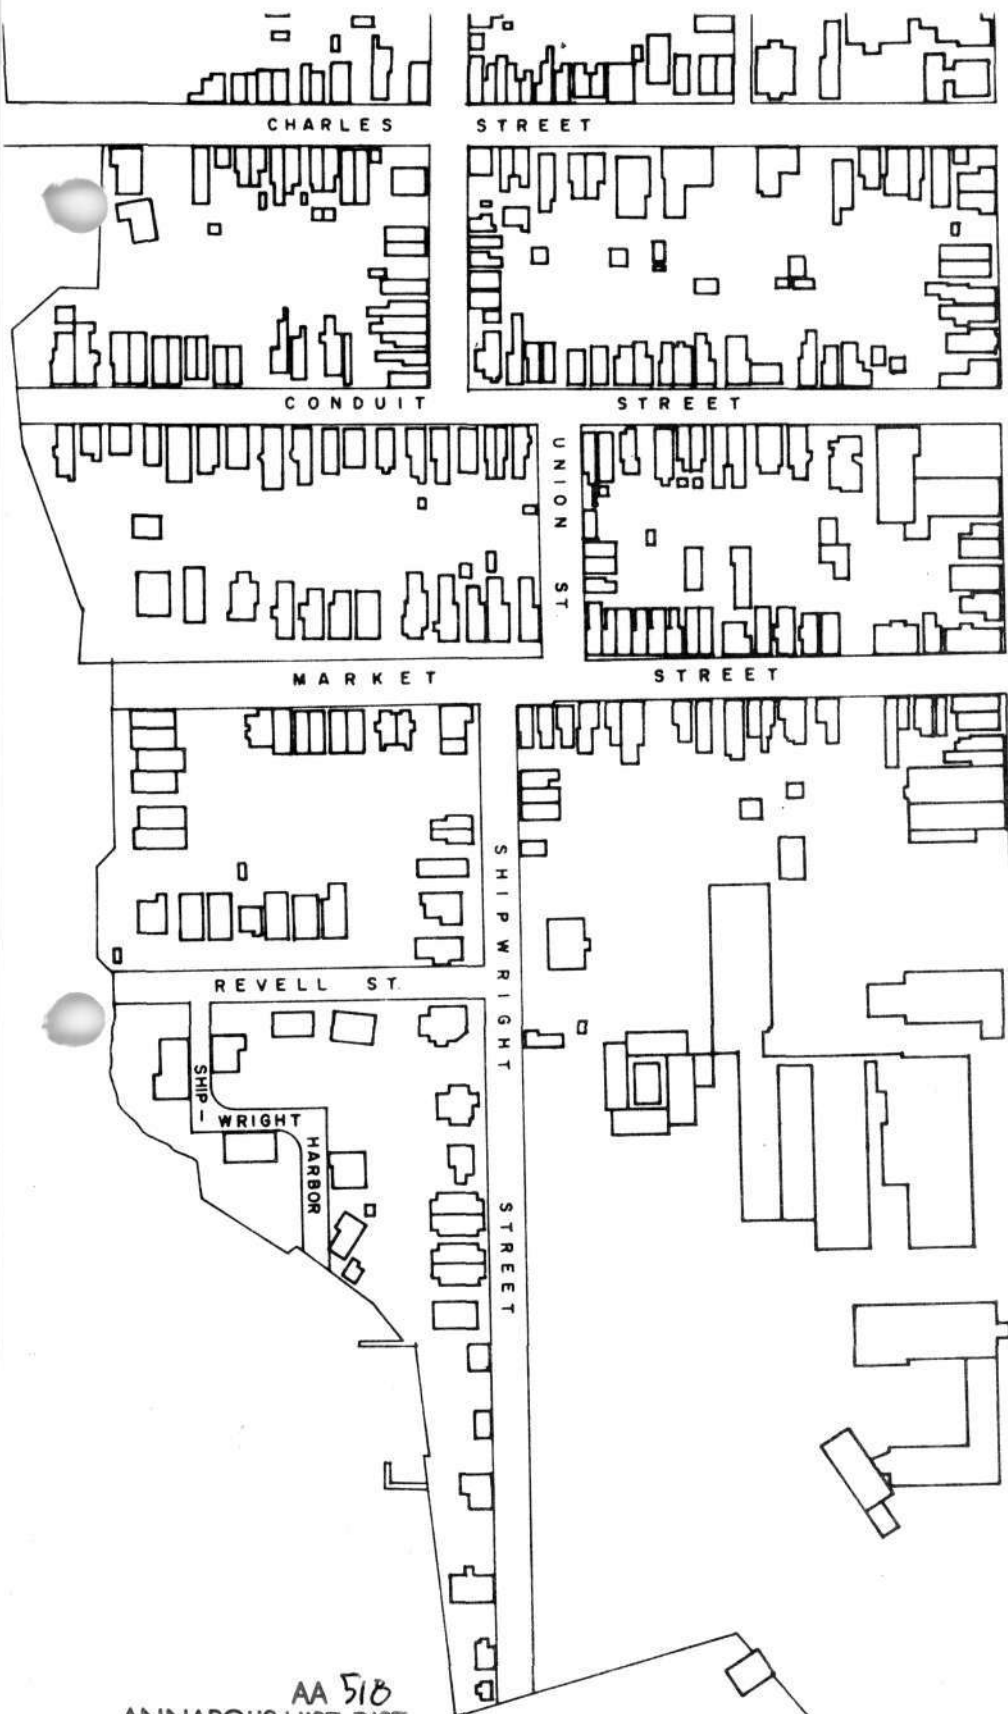 CHARLES STREET
CONDUIT STREET
UNION ST.
MARKET STREET
SHIPWRIGHT STREET
REVELL ST.
SHIP-
WRIGHT
HARBOR
AA 518